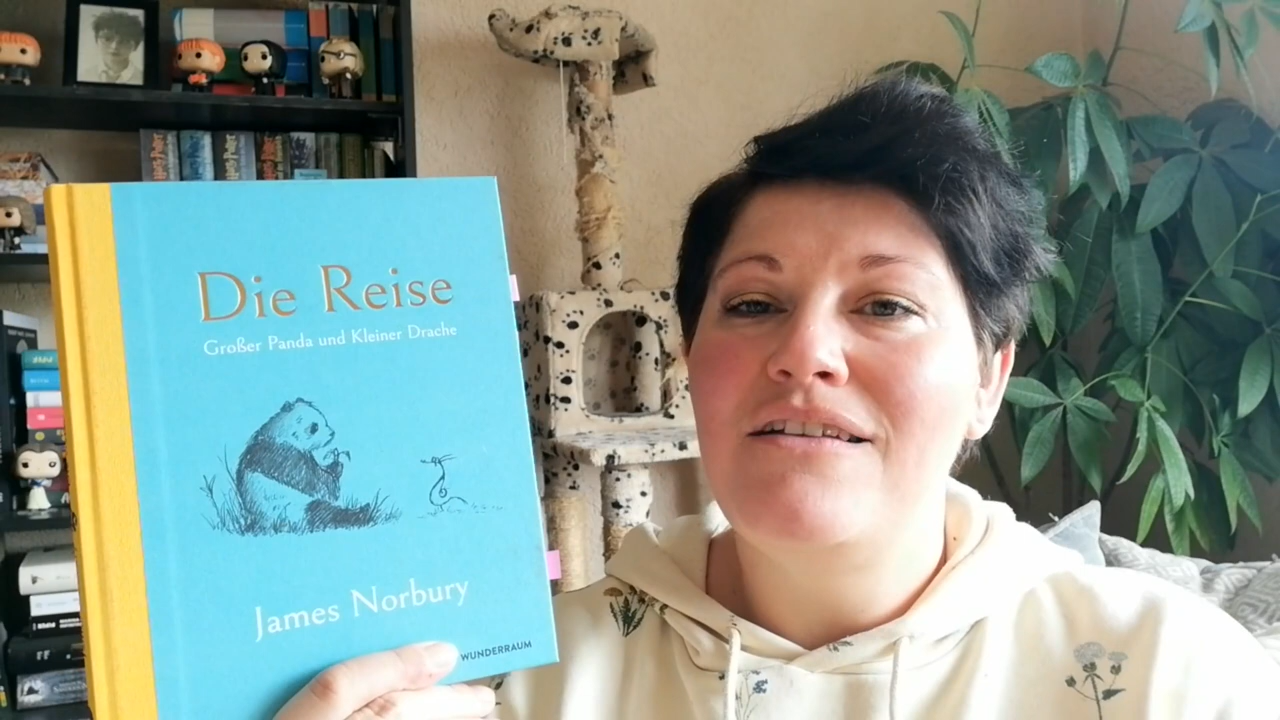 Die Reise
Großer Panda und Kleiner Drache
James Norbury
WUNDERRAUM